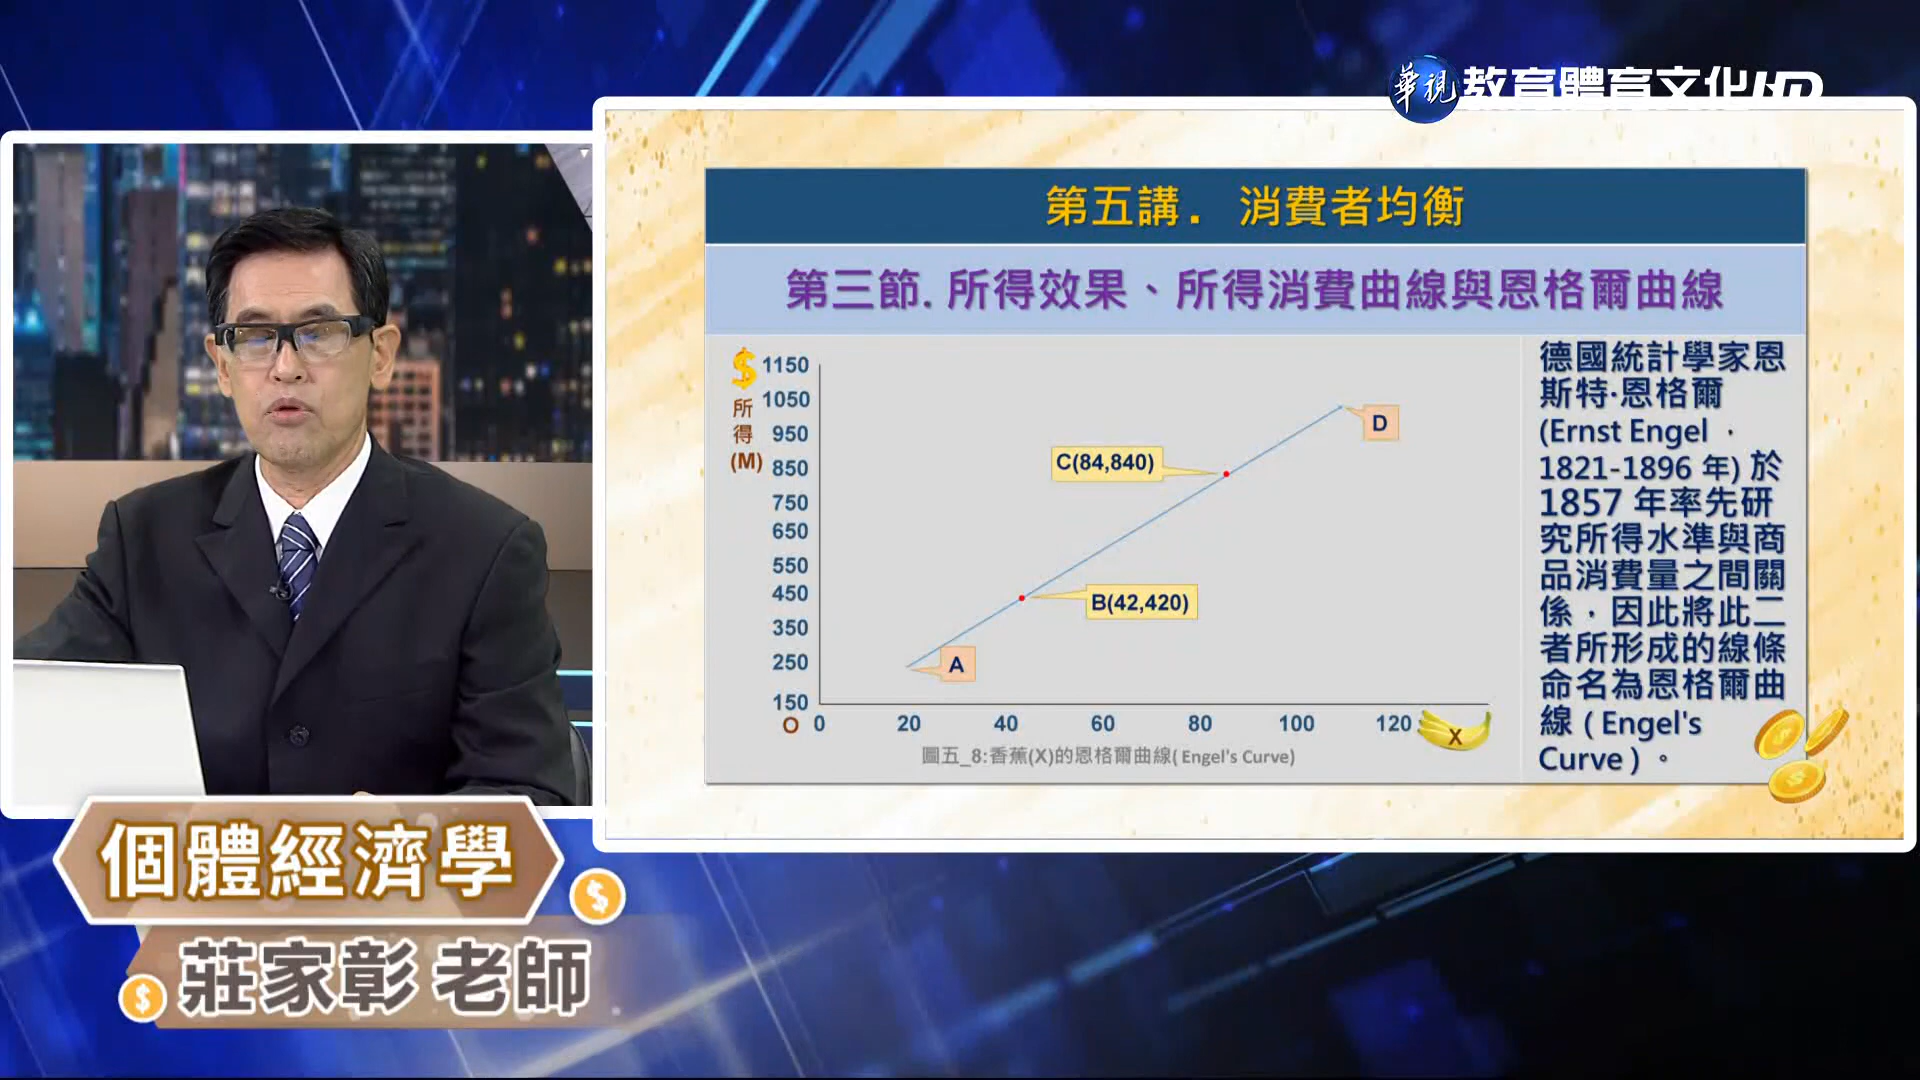 華視 教育體育文化HD
第五講. 消費者均衡
第三節. 所得效果、所得消費曲線與恩格爾曲線
$
所得(M)
1150
1050
950
850
750
650
550
450
350
250
150
O 0 20 40 60 80 100 120 X
A
B(42,420)
C(84,840)
D
圖五_8:香蕉(X)的恩格爾曲線(Engel's Curve)
德國統計學家恩
斯特·恩格爾
(Ernst Engel，
1821-1896 年) 於
1857 年率先研
究所得水準與商
品消費量之間關
係，因此將此二
者所形成的線條
命名為恩格爾曲
線 ( Engel's
Curve ) 。
個體經濟學
$
莊家彰 老師
$